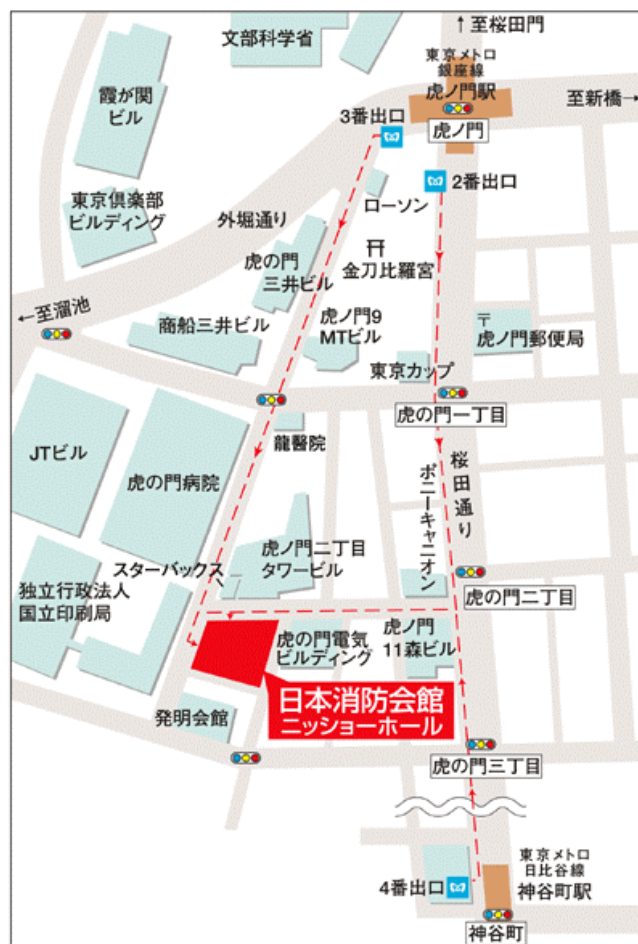 ↑至桜田門
文部科学省
東京メトロ
銀座線
虎ノ門駅
霞が関
ビル
至新橋→
3番出口
虎ノ門
2番出口
東京倶楽部
ビルディング
ローソン
外堀通り
虎の門
三井ビル
金刀比羅宮
←至溜池
商船三井ビル
虎ノ門9
MTビル
〒
虎ノ門郵便局
東京カップ
虎の門一丁目
JTビル
龍醫院
虎の門病院
ポニーキャニオン
桜田通り
虎ノ門二丁目
タワービル
スターバックス
独立行政法人
国立印刷局
虎の門二丁目
虎の門電気
ビルディング
虎ノ門
11森ビル
日本消防会館
ニッショーホール
発明会館
虎の門三丁目
東京メトロ
日比谷線
神谷町駅
4番出口
神谷町